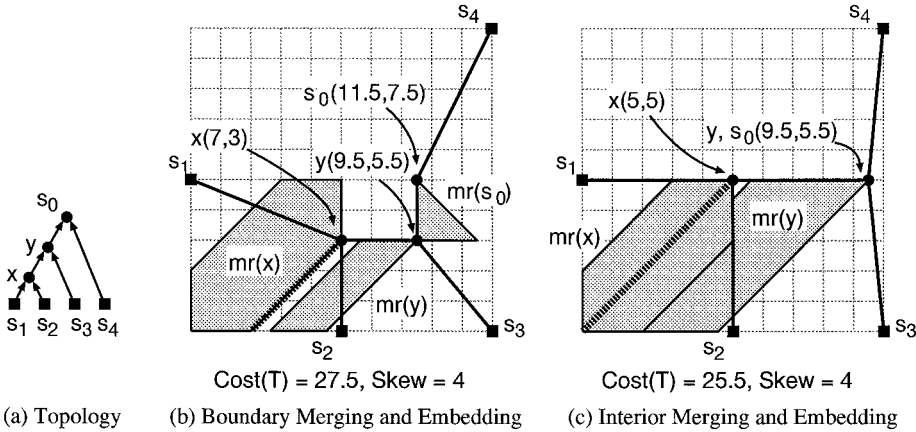 s0
y
x
s1 s2 s3 s4
(a) Topology
s4
s0(11.5,7.5)
x(7,3)
y(9.5,5.5)
s1
mr(s0)
mr(x)
mr(y)
s2
s3
Cost(T) = 27.5, Skew = 4
(b) Boundary Merging and Embedding
s4
x(5,5)
y, s0(9.5,5.5)
s1
mr(x)
mr(y)
s2
s3
Cost(T) = 25.5, Skew = 4
(c) Interior Merging and Embedding